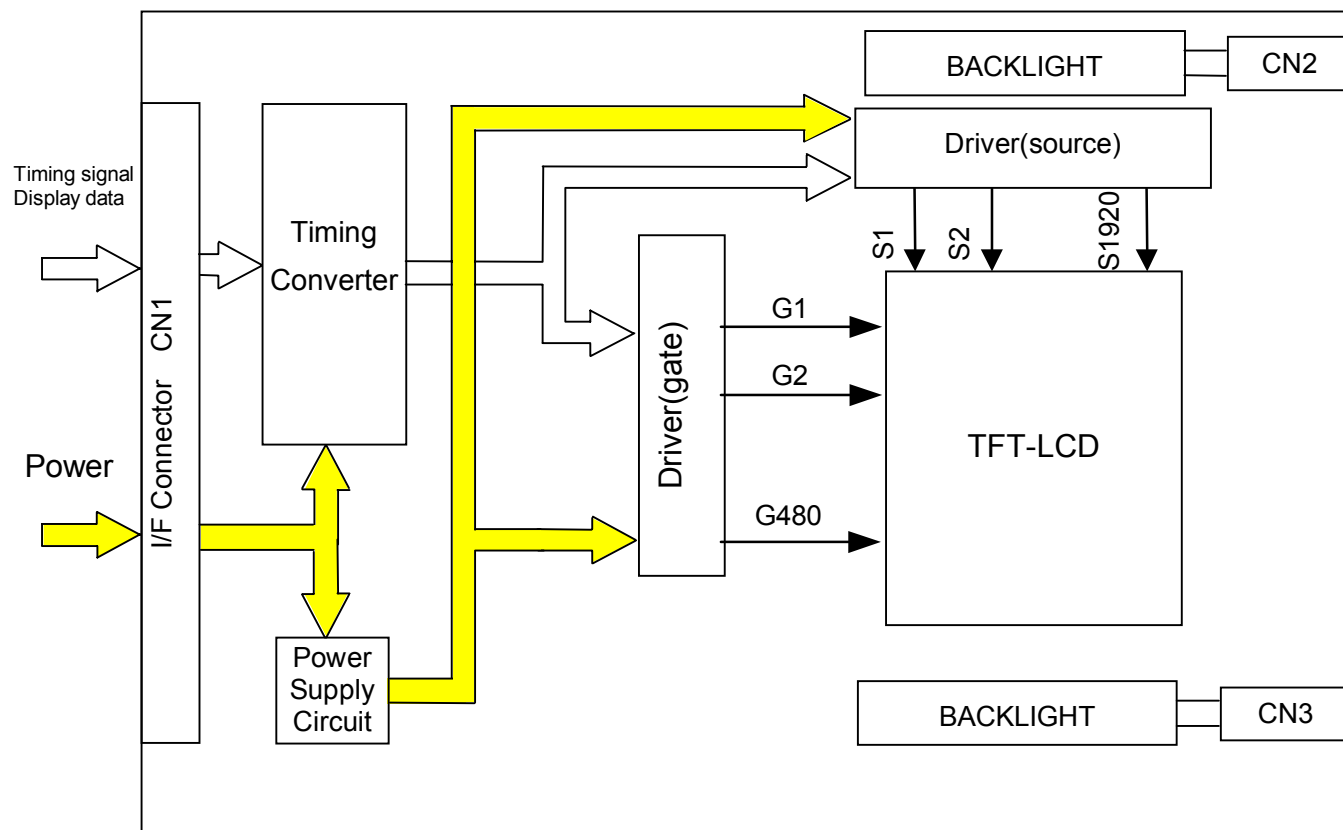 BACKLIGHT
CN2
Timing signal
Display data
Driver(source)
Timing
Converter
S1
S2
S1920
I/F Connector CN1
Driver(gate)
G1
G2
G480
TFT-LCD
Power
Power
Supply
Circuit
BACKLIGHT
CN3